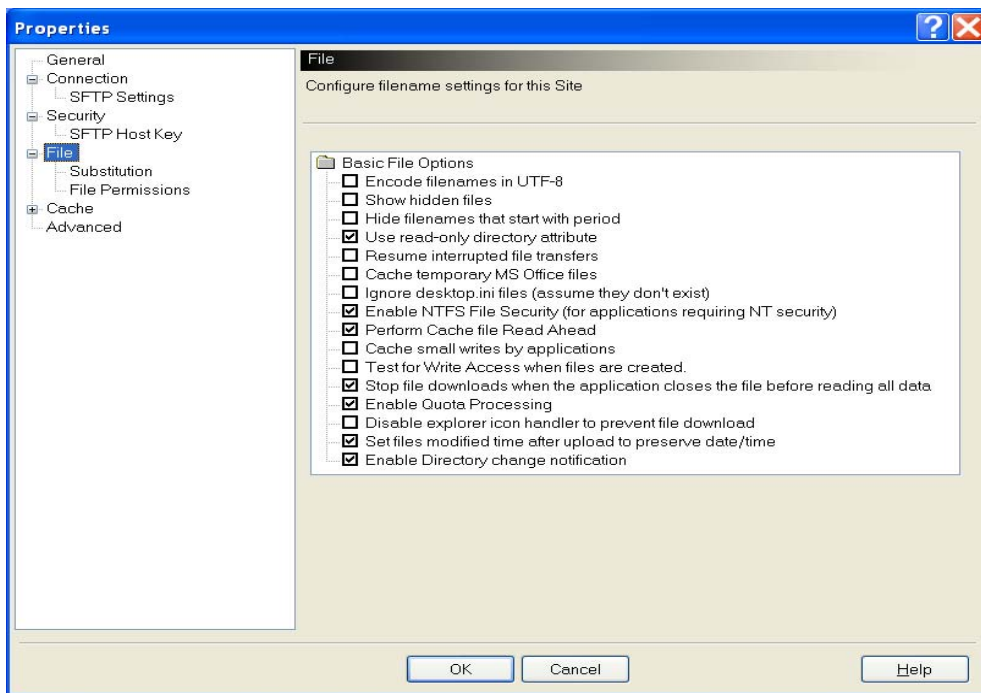 Properties
General
Connection
SFTP Settings
Security
SFTP Host Key
File
Substitution
File Permissions
Cache
Advanced
File
Configure filename settings for this Site
Basic File Options
Encode filenames in UTF-8
Show hidden files
Hide filenames that start with period
Use read-only directory attribute
Resume interrupted file transfers
Cache temporary MS Office files
Ignore desktop.ini files (assume they don't exist)
Enable NTFS File Security (for applications requiring NT security)
Perform Cache file Read Ahead
Cache small writes by applications
Test for Write Access when files are created.
Stop file downloads when the application closes the file before reading all data
Enable Quota Processing
Disable explorer icon handler to prevent file download
Set files modified time after upload to preserve date/time
Enable Directory change notification
OK
Cancel
Help